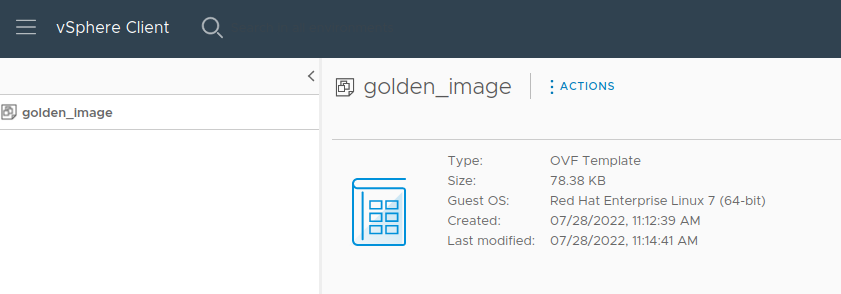 vSphere Client
golden_image
golden_image
ACTIONS
Type: OVF Template
Size: 78.38 KB
Guest OS: Red Hat Enterprise Linux 7 (64-bit)
Created: 07/28/2022, 11:12:39 AM
Last modified: 07/28/2022, 11:14:41 AM